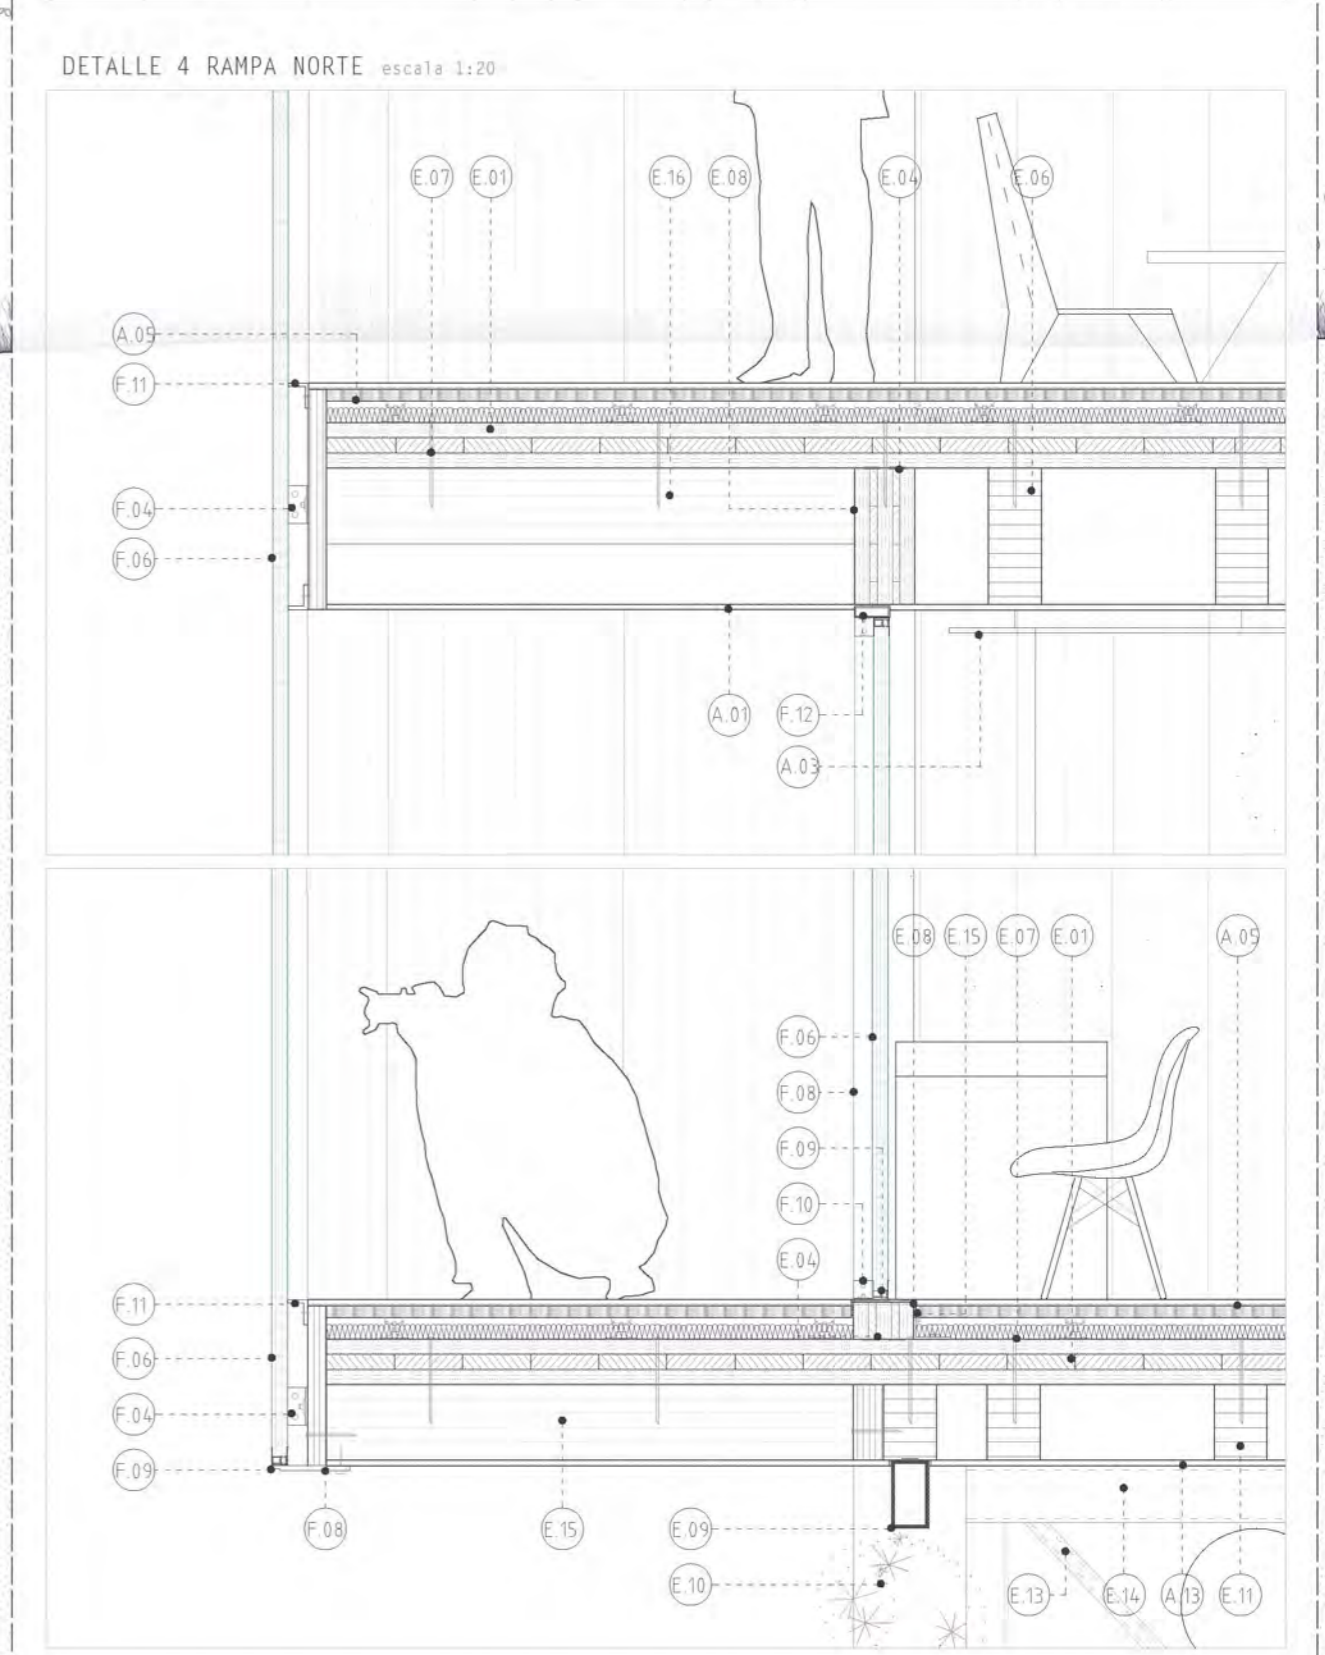 DETALLE 4 RAMPA NORTE escala 1:20
E.07 E.01 E.16 E.08 E.04 E.06
A.05
F.11
F.04
F.06
A.01 F.12
A.03
E.08 E.15 E.07 E.01 A.05
F.06
F.08
F.09
F.10
E.04
F.11
F.06
F.04
F.09
F.08 E.15 E.09
E.10 E.13 E.14 A.13 E.11